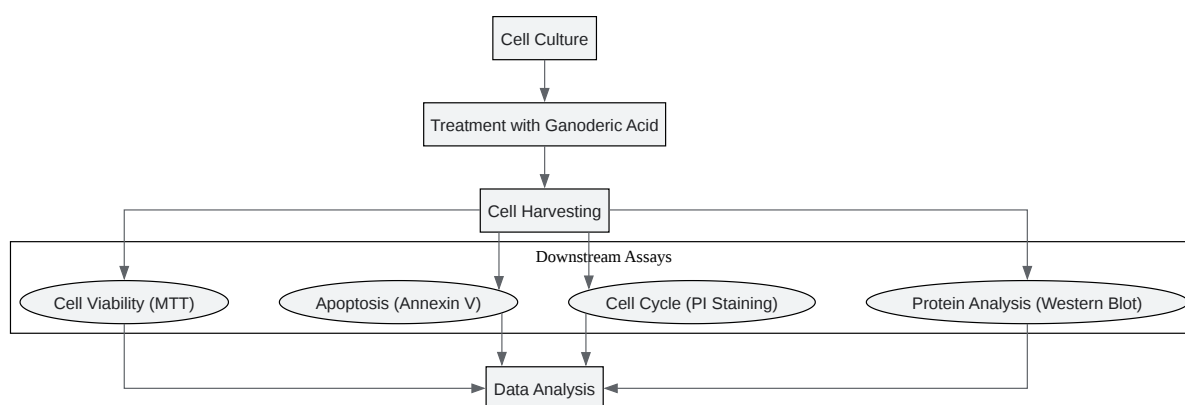 Cell Culture
Treatment with Ganoderic Acid
Cell Harvesting
Downstream Assays
Cell Viability (MTT)
Apoptosis (Annexin V)
Cell Cycle (PI Staining)
Protein Analysis (Western Blot)
Data Analysis